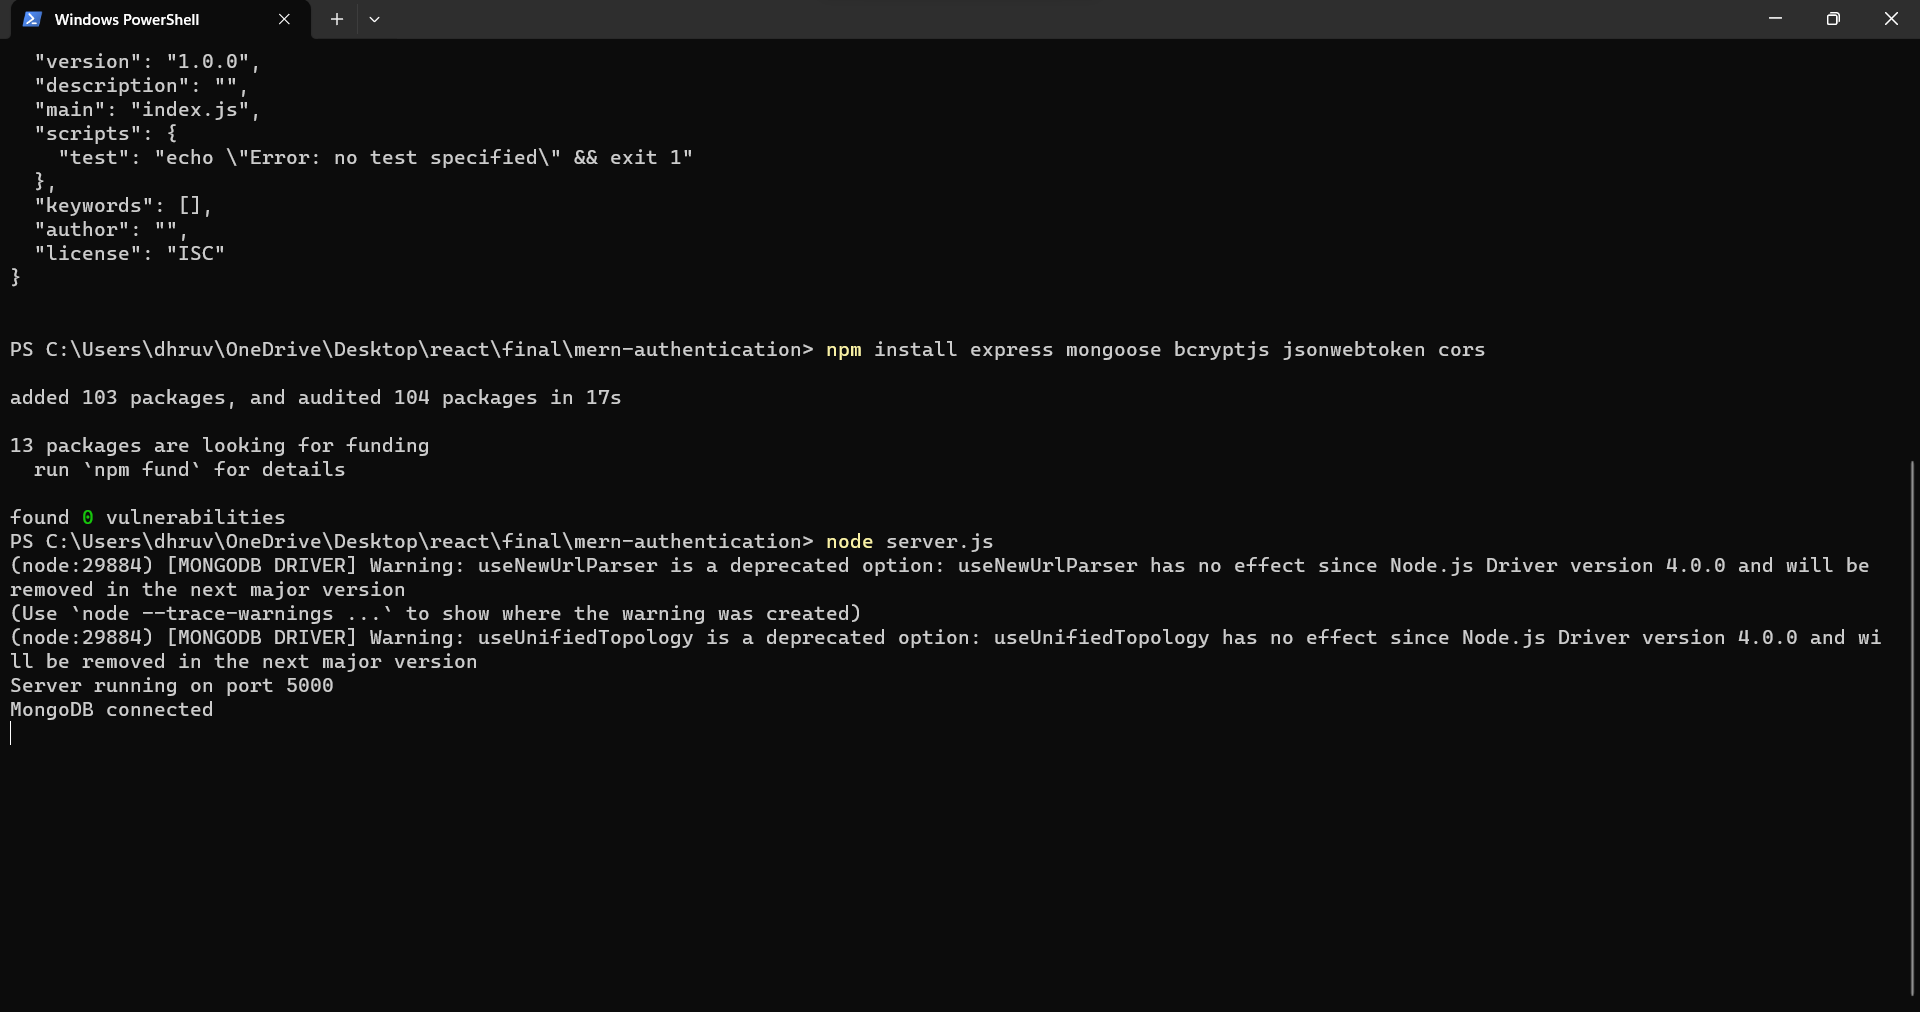 Windows PowerShell
"version": "1.0.0",
"description": "",
"main": "index.js",
"scripts": {
"test": "echo \"Error: no test specified\" && exit 1"
},
"keywords": [],
"author": "",
"license": "ISC"
}
PS C:\Users\dhruv\OneDrive\Desktop\react\final\mern-authentication> npm install express mongoose bcryptjs jsonwebtoken cors
added 103 packages, and audited 104 packages in 17s
13 packages are looking for funding
run `npm fund` for details
found 0 vulnerabilities
PS C:\Users\dhruv\OneDrive\Desktop\react\final\mern-authentication> node server.js
(node:29884) [MONGODB DRIVER] Warning: useNewUrlParser is a deprecated option: useNewUrlParser has no effect since Node.js Driver version 4.0.0 and will be
removed in the next major version
(Use `node --trace-warnings ...` to show where the warning was created)
(node:29884) [MONGODB DRIVER] Warning: useUnifiedTopology is a deprecated option: useUnifiedTopology has no effect since Node.js Driver version 4.0.0 and wi
ll be removed in the next major version
Server running on port 5000
MongoDB connected